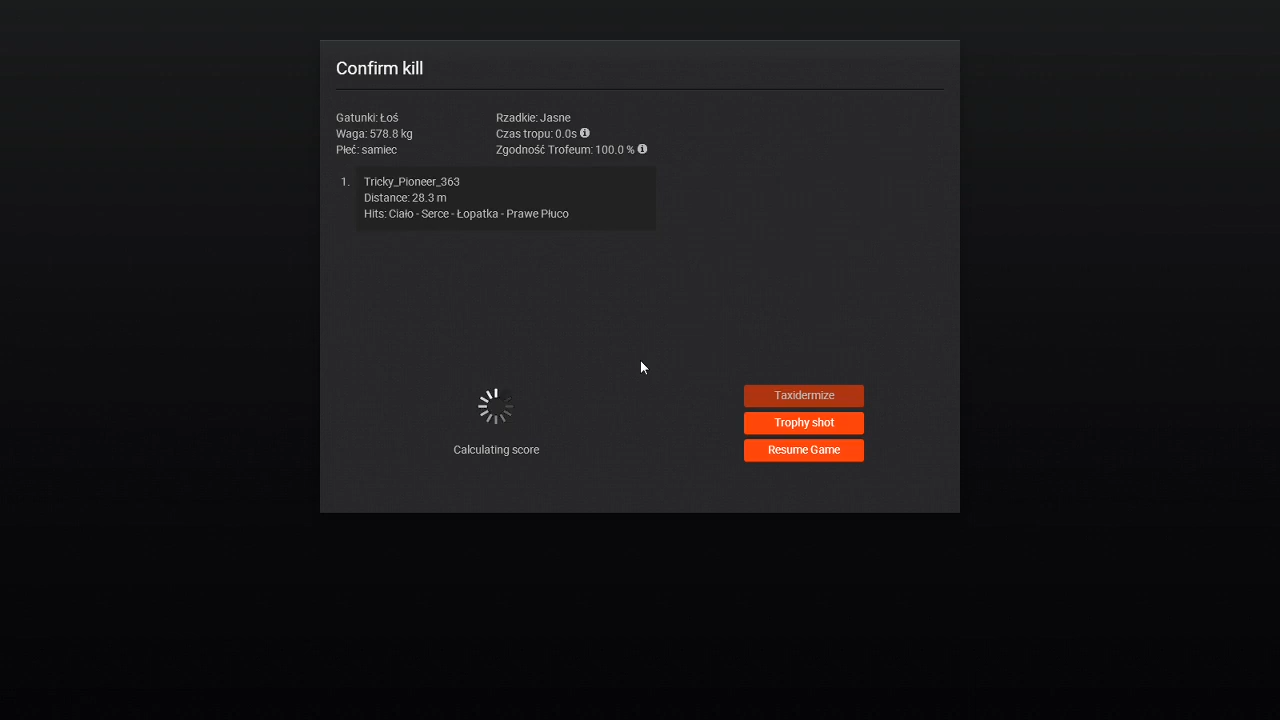 Confirm kill
Gatunki: Łoś
Waga: 578.8 kg
Płeć: samiec
Rzadkie: Jasne
Czas tropu: 0.0s
Zgodność Trofeum: 100.0 %
1. Tricky_Pioneer_363
Distance: 28.3 m
Hits: Ciało - Serce - Łopatka - Prawe Płuco
Calculating score
Taxidermize
Trophy shot
Resume Game